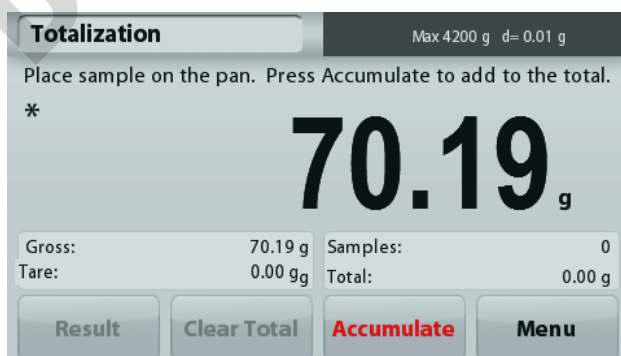 Totalization
Max 4200 g d= 0.01 g
Place sample on the pan. Press Accumulate to add to the total.
*
70.19 g
Gross: 70.19 g
Tare: 0.00 gg
Samples: 0
Total: 0.00 g
Result
Clear Total
Accumulate
Menu